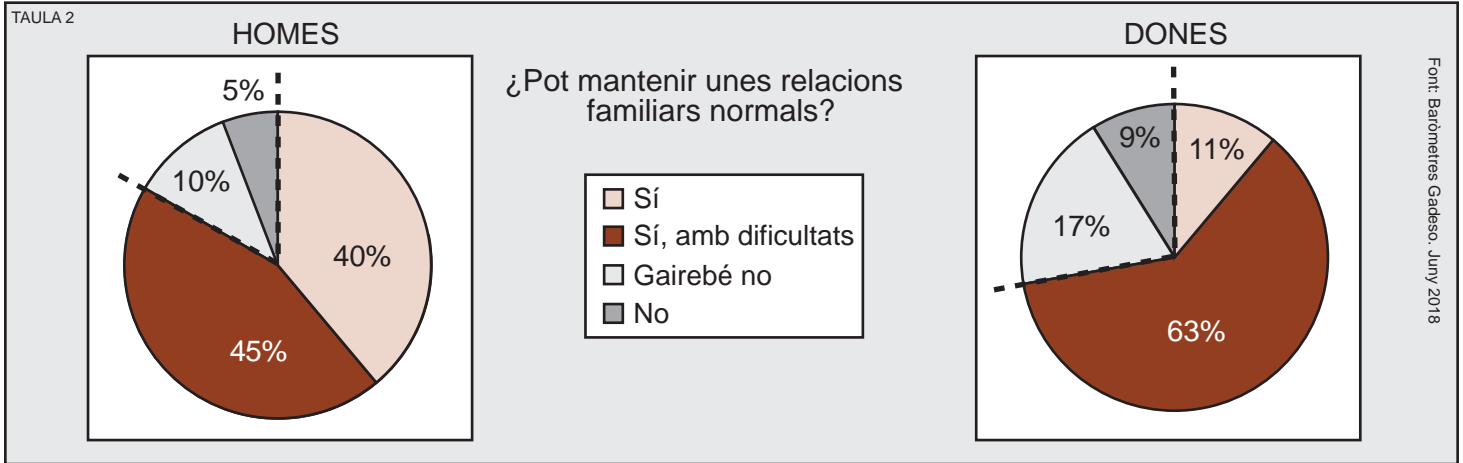 TAULA 2
HOMES
5%
10%
40%
45%
¿Pot mantenir unes relacions
familiars normals?
Sí
Sí, amb dificultats
Gairebé no
No
DONES
9%
11%
17%
63%
Font: Baròmetres Gadeso. Juny 2018